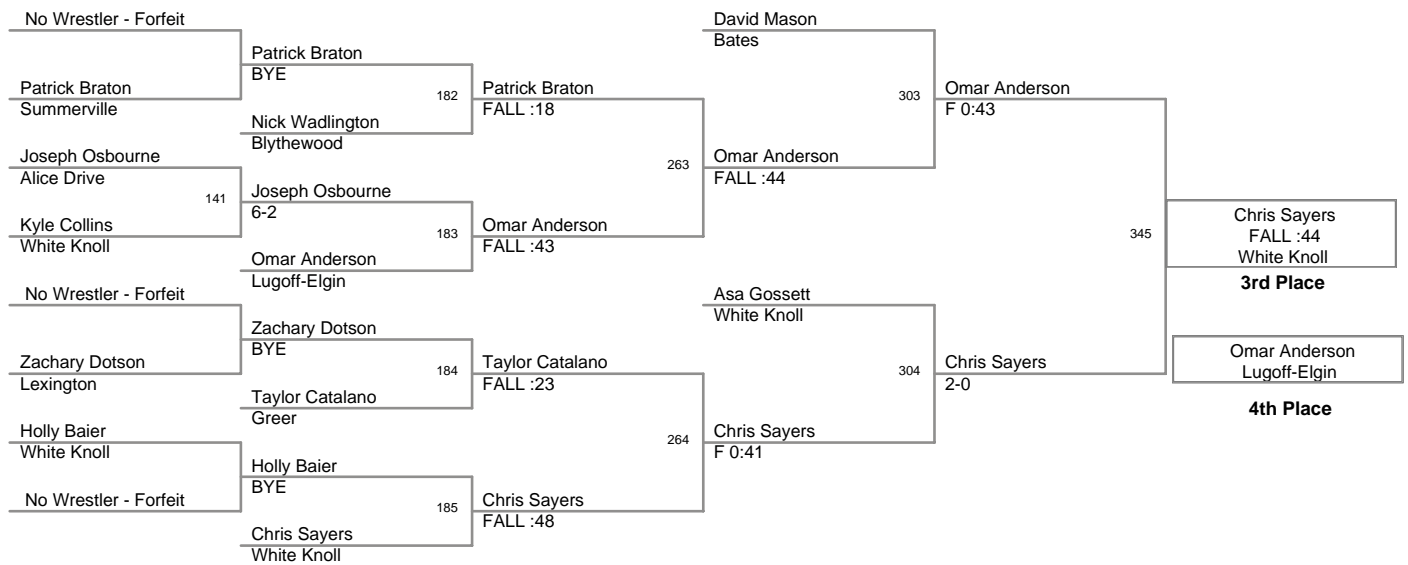 No Wrestler - Forfeit
Patrick Braton
Summerville
Joseph Osbourne
Alice Drive
141
Kyle Collins
White Knoll
No Wrestler - Forfeit
Zachary Dotson
Lexington
Holly Baier
White Knoll
No Wrestler - Forfeit
Patrick Braton
BYE
182
Nick Wadlington
Blythewood
Joseph Osbourne
6-2
183
Omar Anderson
Lugoff-Elgin
Zachary Dotson
BYE
184
Taylor Catalano
Greer
Holly Baier
BYE
185
Chris Sayers
White Knoll
Patrick Braton
FALL :18
263
Omar Anderson
FALL :43
Taylor Catalano
FALL :23
264
Chris Sayers
FALL :48
David Mason
Bates
303
Omar Anderson
FALL :44
Asa Gossett
White Knoll
304
Chris Sayers
F 0:41
Omar Anderson
F 0:43
345
Chris Sayers
2-0
Chris Sayers
FALL :44
White Knoll
3rd Place
Omar Anderson
Lugoff-Elgin
4th Place